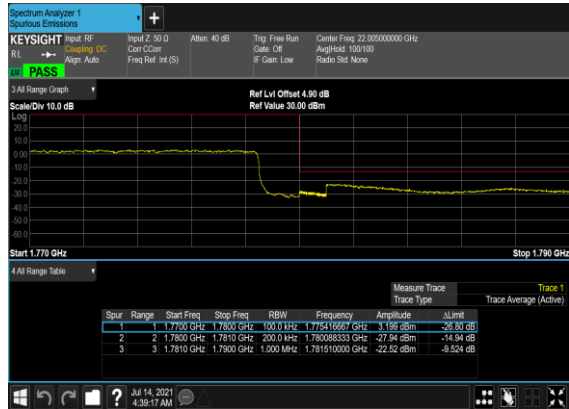 Spectrum Analyzer 1
Spurious Emissions
+
KEYSIGHT Input: RF Input Z: 50 Ω Atten: 40 dB Trig: Free Run Center Freq: 22.005000000 GHz
RL Coupling: DC Corr CCorr Gate: Off Avg|Hold: 100/100
Align: Auto Freq Ref: Int (S) IF Gain: Low Radio Std: None
PASS
3 All Range Graph
Ref Lvl Offset 4.90 dB
Scale/Div 10.0 dB Ref Value 30.00 dBm
Log
20.0
10.0
0.00
-10.0
-20.0
-30.0
-40.0
-50.0
-60.0
Start 1.770 GHz Stop 1.790 GHz
4 All Range Table
Measure Trace Trace 1
Trace Type Trace Average (Active)
Spur Range Start Freq Stop Freq RBW Frequency Amplitude ΔLimit
1 1 1.7700 GHz 1.7800 GHz 100.0 kHz 1.775416667 GHz 3.199 dBm -26.80 dB
2 2 1.7800 GHz 1.7810 GHz 200.0 kHz 1.780088333 GHz -27.94 dBm -14.94 dB
3 3 1.7810 GHz 1.7900 GHz 1.000 MHz 1.781510000 GHz -22.52 dBm -9.524 dB
? Jul 14, 2021
4:39:17 AM